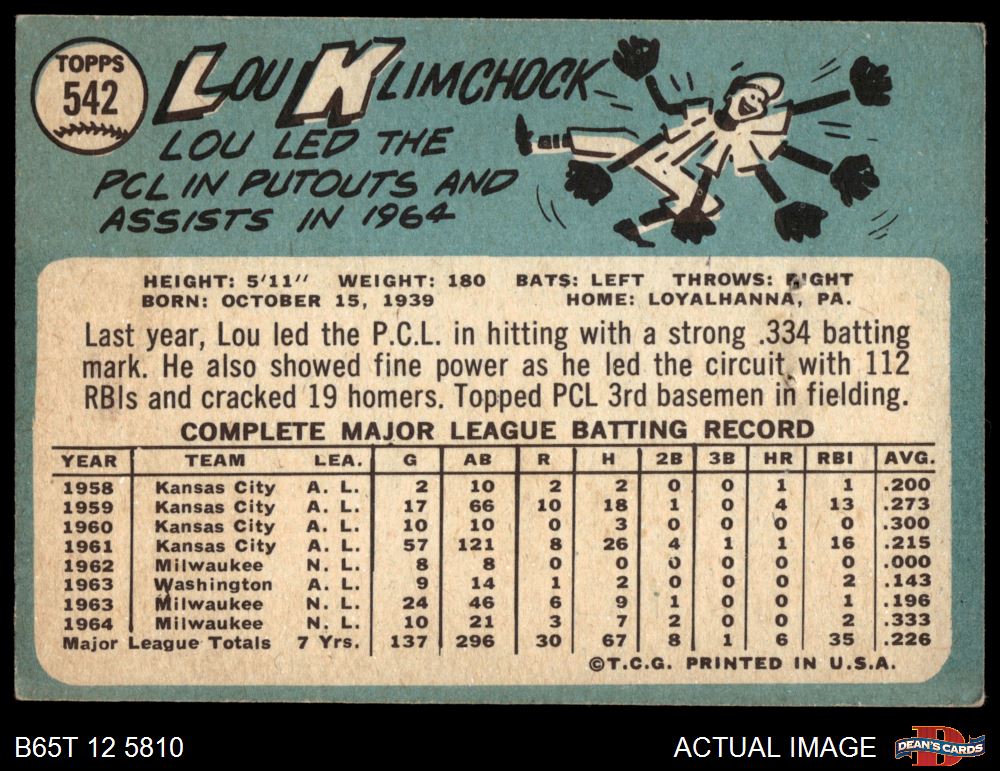 TOPPS
542
LOU KLIMCHOCK
LOU LED THE
PCL IN PUTOUTS AND
ASSISTS IN 1964
HEIGHT: 5'11" WEIGHT: 180 BATS: LEFT THROWS: RIGHT
BORN: OCTOBER 15, 1939 HOME: LOYALHANNA, PA.
Last year, Lou led the P.C.L. in hitting with a strong .334 batting
mark. He also showed fine power as he led the circuit with 112
RBIs and cracked 19 homers. Topped PCL 3rd basemen in fielding.
COMPLETE MAJOR LEAGUE BATTING RECORD
YEAR TEAM LEA. G AB R H 2B 3B HR RBI AVG.
1958 Kansas City A. L. 2 10 2 2 0 0 1 1 .200
1959 Kansas City A. L. 17 66 10 18 1 0 4 13 .273
1960 Kansas City A. L. 10 10 0 3 0 0 0 0 .300
1961 Kansas City A. L. 57 121 8 26 4 1 1 16 .215
1962 Milwaukee N. L. 8 8 0 0 0 0 0 0 .000
1963 Washington A. L. 9 14 1 2 0 0 0 2 .143
1963 Milwaukee N. L. 24 46 6 9 1 0 0 1 .196
1964 Milwaukee N. L. 10 21 3 7 2 0 0 2 .333
Major League Totals 7 Yrs. 137 296 30 67 8 1 6 35 .226
©T.C.G. PRINTED IN U.S.A.
B65T 12 5810
ACTUAL IMAGE
DEAN'S CARDS